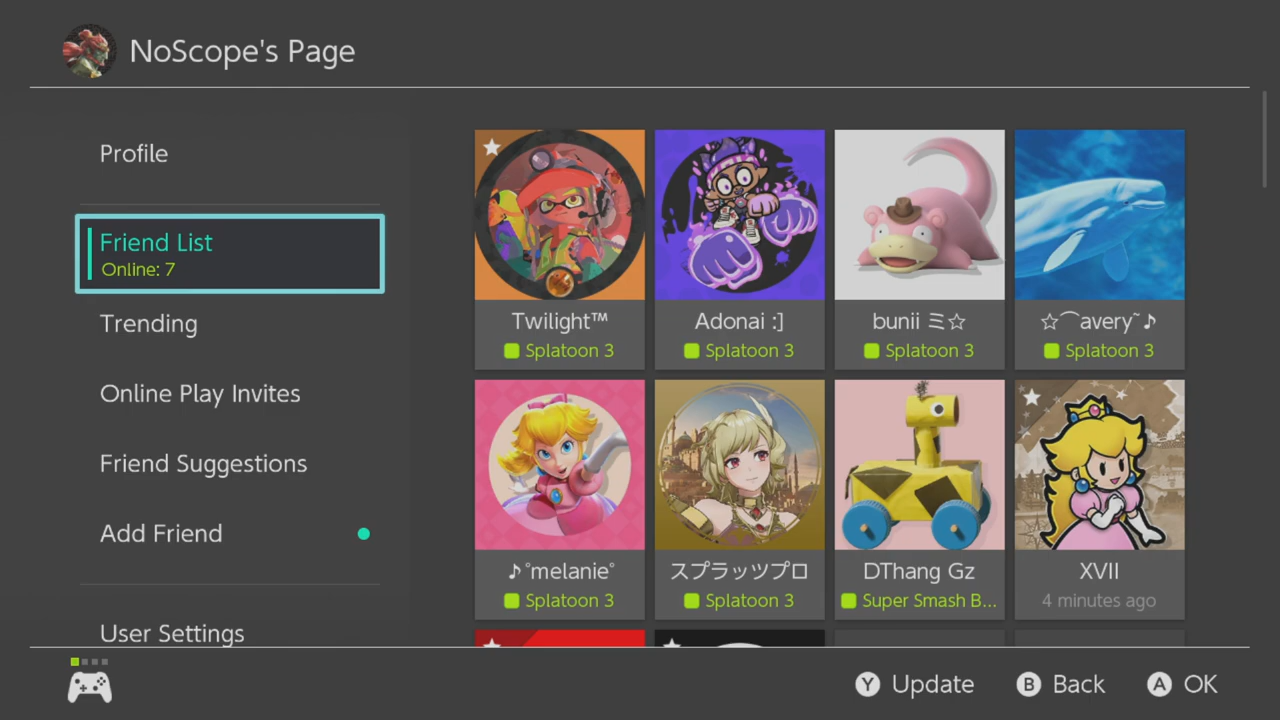 NoScope's Page
Profile
Friend List
Online: 7
Trending
Online Play Invites
Friend Suggestions
Add Friend
User Settings
Twilight™
Splatoon 3
Adonai :]
Splatoon 3
bunii ミ☆
Splatoon 3
☆⌒avery˜♪
Splatoon 3
♪°melanie°
Splatoon 3
スプラッツプロ
Splatoon 3
DThang Gz
Super Smash B...
XVII
4 minutes ago
Y Update
B Back
A OK